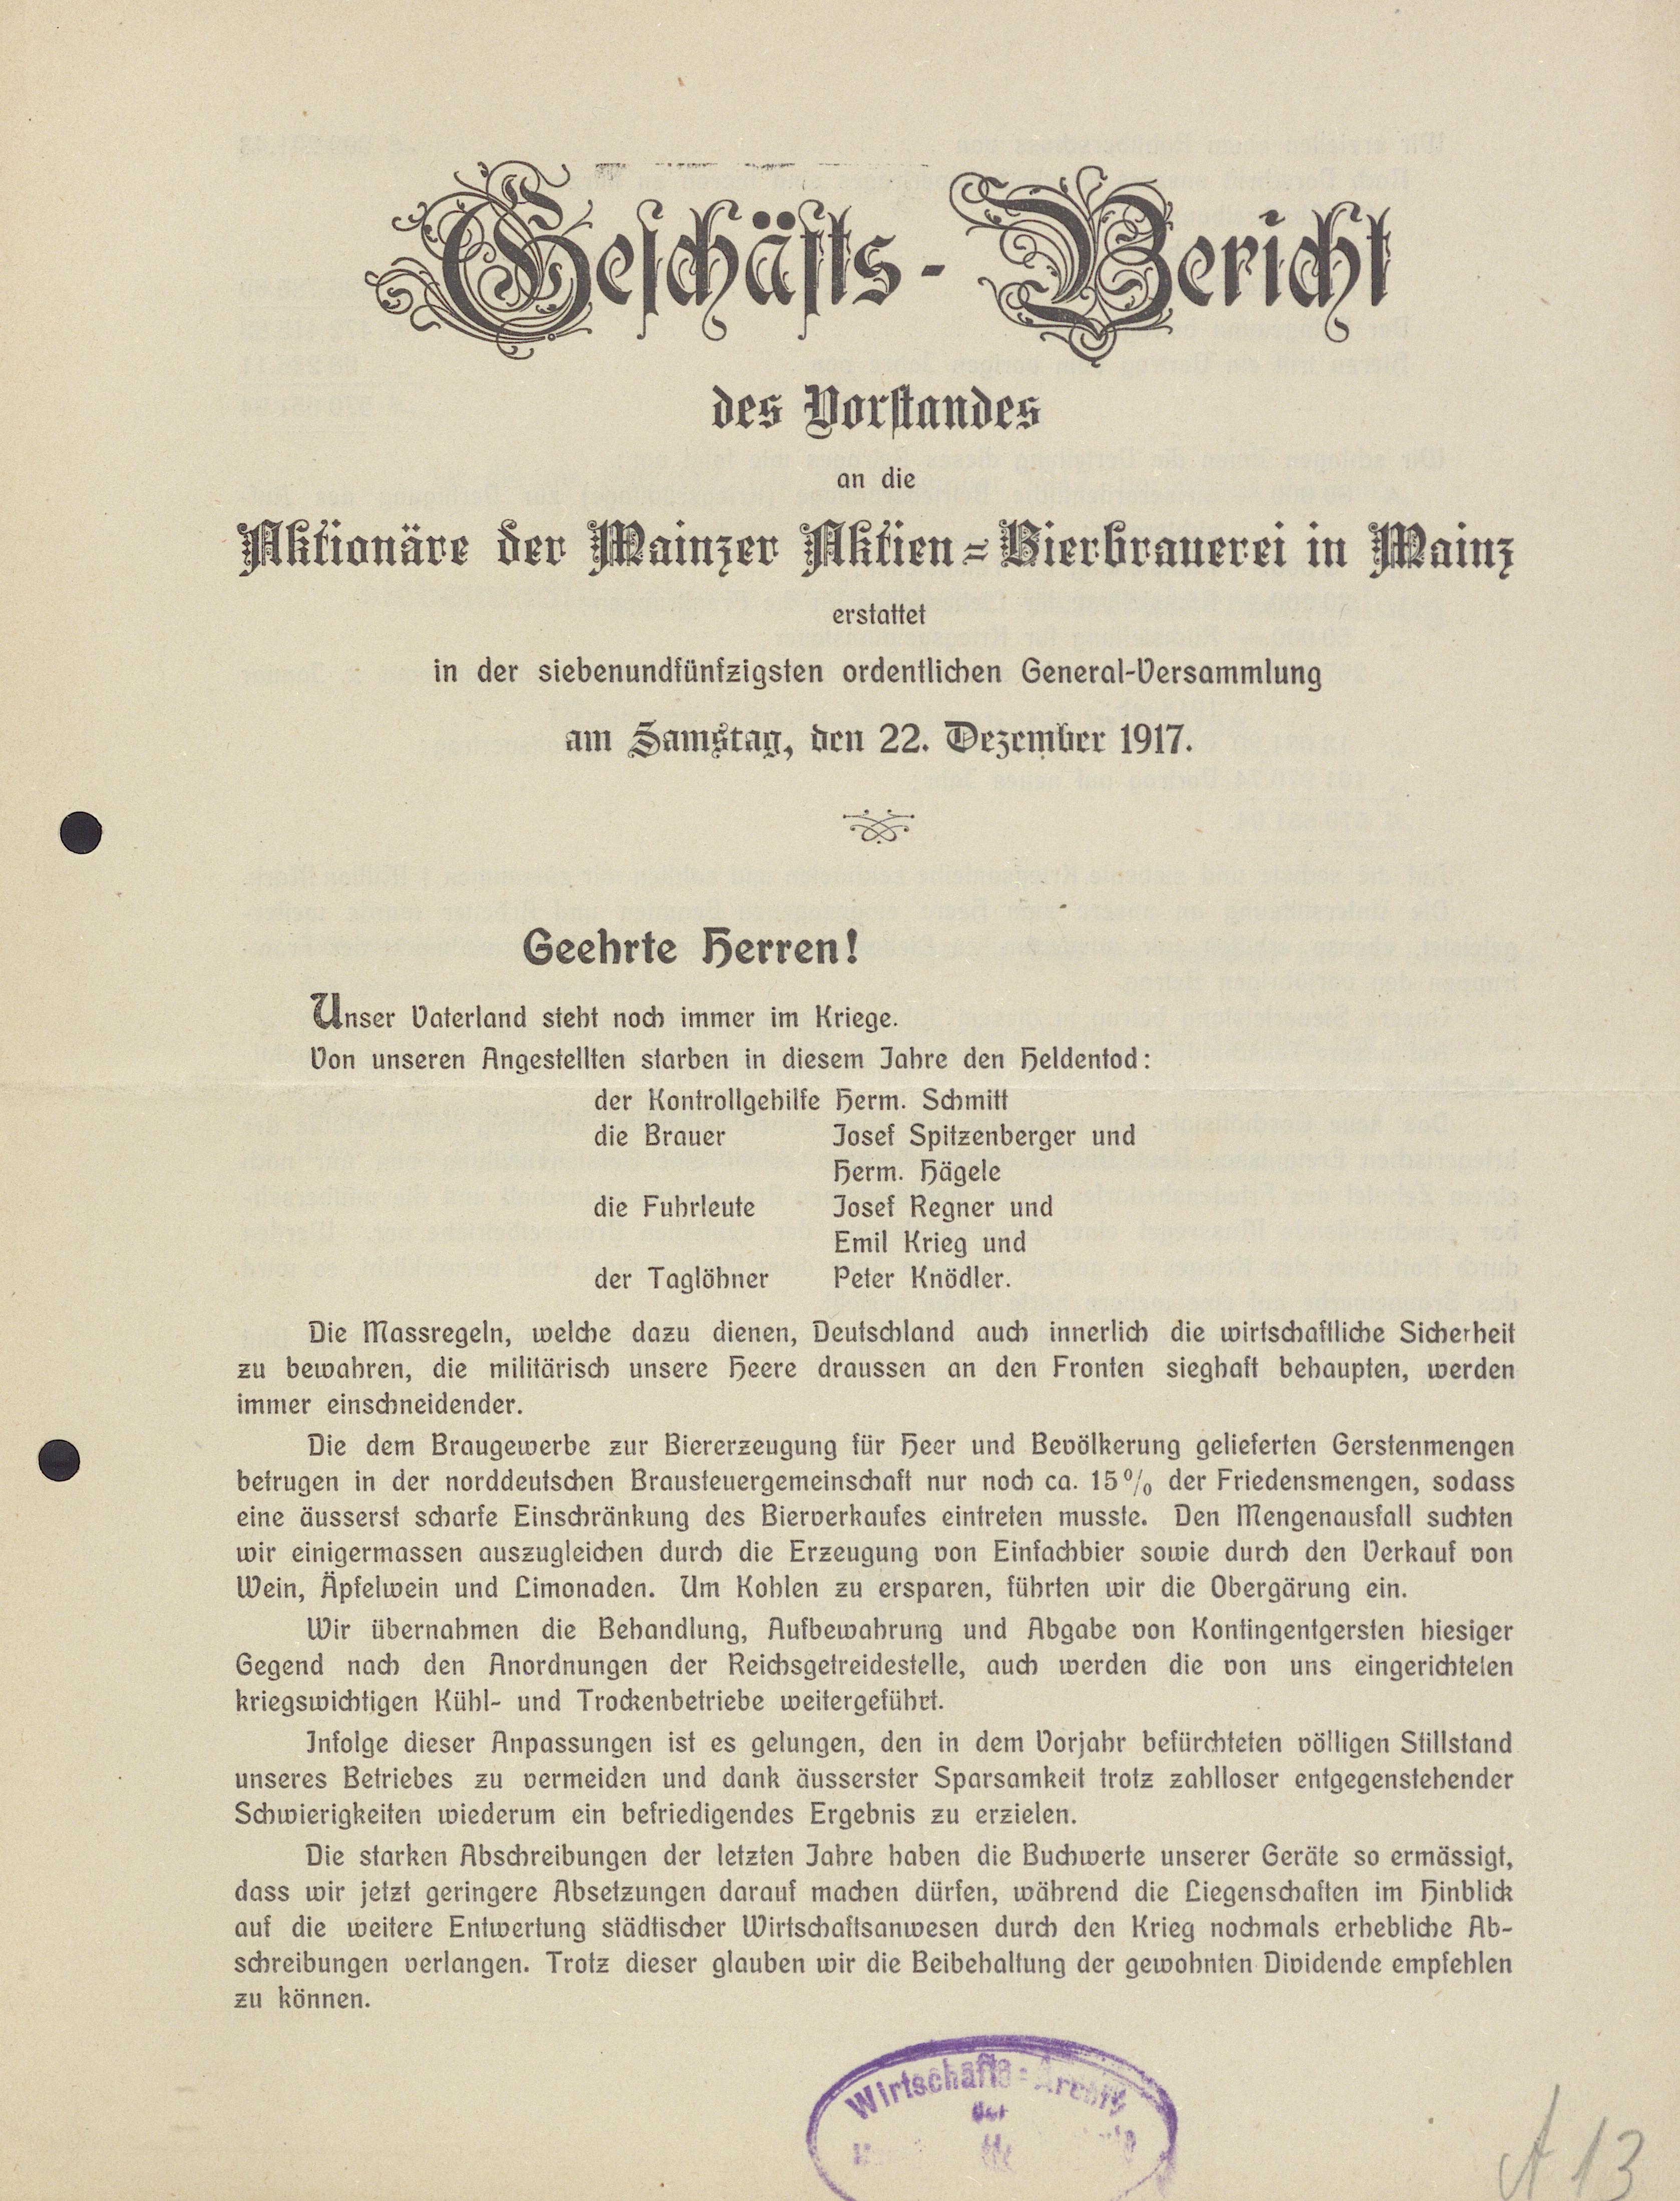 Geschäfts-Bericht
des Vorstandes
an die
Aktionäre der Mainzer Aktien=Bierbrauerei in Mainz
erstattet
in der siebenundfünfzigsten ordentlichen General-Versammlung
am Samstag, den 22. Dezember 1917.
Geehrte Herren!
Unser Vaterland steht noch immer im Kriege.
Von unseren Angestellten starben in diesem Jahre den Heldentod:
der Kontrollgehilfe Herm. Schmitt
die Brauer Josef Spitzenberger und
Herm. Hägele
die Fuhrleute Josef Regner und
Emil Krieg und
der Taglöhner Peter Knödler.
Die Massregeln, welche dazu dienen, Deutschland auch innerlich die wirtschaftliche Sicherheit
zu bewahren, die militärisch unsere Heere draussen an den Fronten sieghaft behaupten, werden
immer einschneidender.
Die dem Braugewerbe zur Biererzeugung für Heer und Bevölkerung gelieferten Gerstenmengen
betrugen in der norddeutschen Brausteuergemeinschaft nur noch ca. 15% der Friedensmengen, sodass
eine äusserst scharfe Einschränkung des Bierverkaufes eintreten musste. Den Mengenausfall suchten
wir einigermassen auszugleichen durch die Erzeugung von Einfachbier sowie durch den Verkauf von
Wein, Äpfelwein und Limonaden. Um Kohlen zu ersparen, führten wir die Obergärung ein.
Wir übernahmen die Behandlung, Aufbewahrung und Abgabe von Kontingentgersten hiesiger
Gegend nach den Anordnungen der Reichsgetreidestelle, auch werden die von uns eingerichteten
kriegswichtigen Kühl- und Trockenbetriebe weitergeführt.
Infolge dieser Anpassungen ist es gelungen, den in dem Vorjahr befürchteten völligen Stillstand
unseres Betriebes zu vermeiden und dank äusserster Sparsamkeit trotz zahlloser entgegenstehender
Schwierigkeiten wiederum ein befriedigendes Ergebnis zu erzielen.
Die starken Abschreibungen der letzten Jahre haben die Buchwerte unserer Geräte so ermässigt,
dass wir jetzt geringere Absetzungen darauf machen dürfen, während die Liegenschaften im Hinblick
auf die weitere Entwertung städtischer Wirtschaftsanwesen durch den Krieg nochmals erhebliche Ab-
schreibungen verlangen. Trotz dieser glauben wir die Beibehaltung der gewohnten Dividende empfehlen
zu können.
Wirtschafts-Archiv
der
A 13